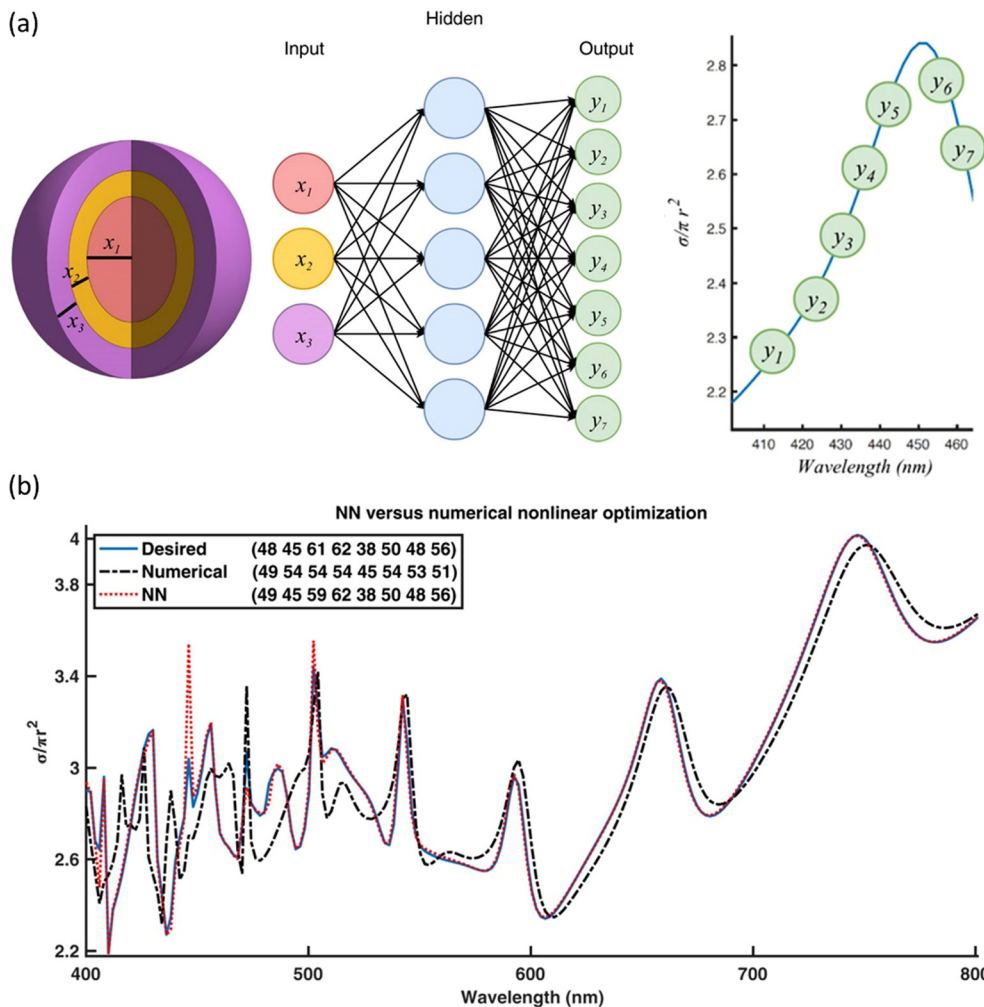 (a)
Input
Hidden
Output
x1
x2
x3
x1
x2
x3
y1
y2
y3
y4
y5
y6
y7
2.8
2.7
2.6
2.5
2.4
2.3
2.2
σ/π r²
y1
y2
y3
y4
y5
y6
y7
410 420 430 440 450 460
Wavelength (nm)
(b)
NN versus numerical nonlinear optimization
Desired (48 45 61 62 38 50 48 56)
Numerical (49 54 54 54 45 54 53 51)
NN (49 45 59 62 38 50 48 56)
4
3.8
3.4
3
2.6
2.2
σ/πr²
400 500 600 700 800
Wavelength (nm)